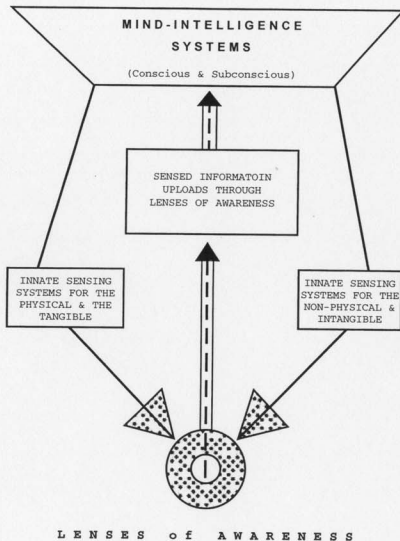 MIND-INTELLIGENCE
SYSTEMS
(Conscious & Subconscious)
SENSED INFORMATOIN
UPLOADS THROUGH
LENSES OF AWARENESS
INNATE SENSING
SYSTEMS FOR THE
PHYSICAL & THE
TANGIBLE
INNATE SENSING
SYSTEMS FOR THE
NON-PHYSICAL &
INTANGIBLE
LENSES of AWARENESS